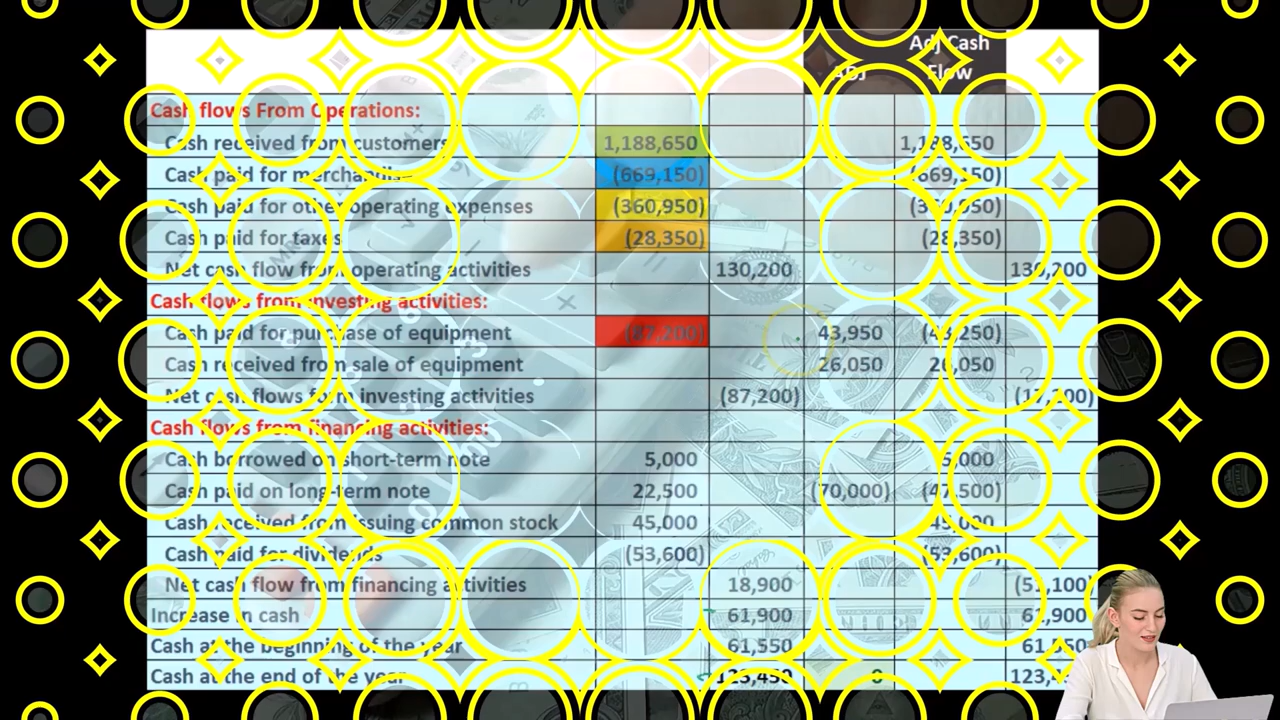 Adj Cash
ADJ Flow
Cash flows From Operations:
Cash received from customers 1,188,650 1,188,650
Cash paid for merchandise (669,150) (669,150)
Cash paid for other operating expenses (360,950) (360,950)
Cash paid for taxes (28,350) (28,350)
Net cash flow from operating activities 130,200 130,200
Cash flows from investing activities:
Cash paid for purchase of equipment (87,200) 43,950 (43,250)
Cash received from sale of equipment 26,050 26,050
Net cash flows form investing activities (87,200) (17,200)
Cash flows from financing activities:
Cash borrowed on short-term note 5,000 5,000
Cash paid on long-term note 22,500 (70,000) (47,500)
Cash received from issuing common stock 45,000 45,000
Cash paid for dividends (53,600) (53,600)
Net cash flow from financing activities 18,900 (51,100)
Increase in cash 61,900 61,900
Cash at the beginning of the year 61,550 61,550
Cash at the end of the year 123,450 0